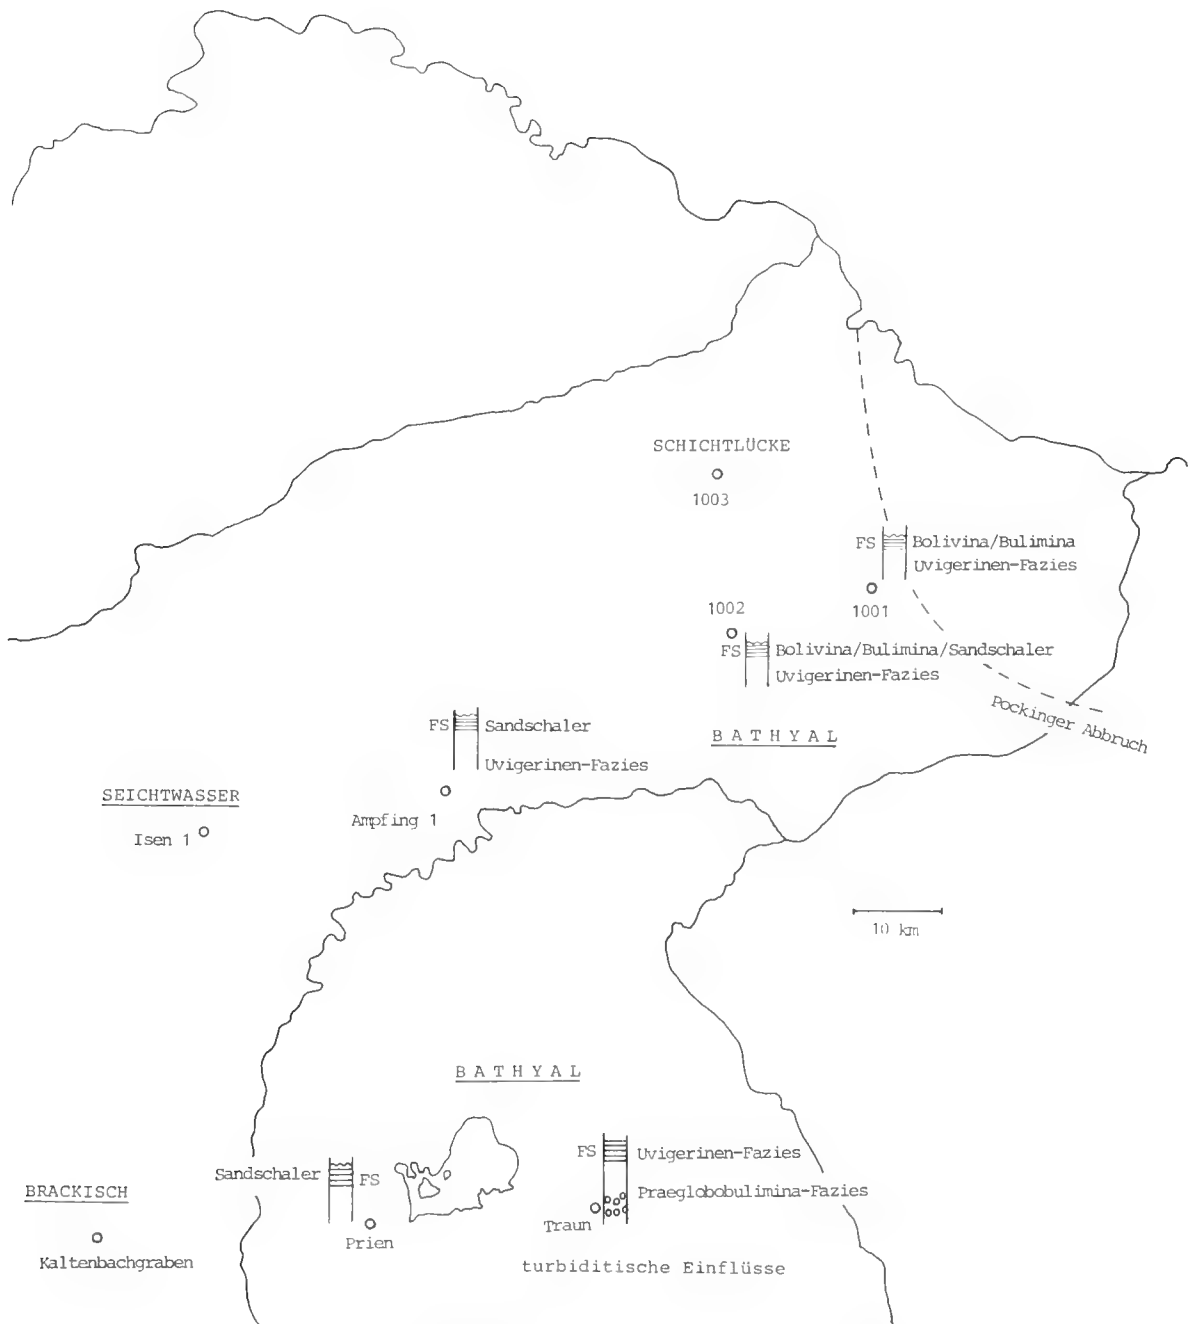 SCHICHTLÜCKE
1003
FS
Bolivina/Bulimina
Uvigerinen-Fazies
1001
1002
FS
Bolivina/Bulimina/Sandschaler
Uvigerinen-Fazies
Pockinger Abbruch
BATHYAL
FS
Sandschaler
Uvigerinen-Fazies
Ampfing 1
SEICHTWASSER
Isen 1
10 km
BATHYAL
Sandschaler
FS
Prien
FS
Uvigerinen-Fazies
Praeglobobulimina-Fazies
Traun
turbiditische Einflüsse
BRACKISCH
Kaltenbachgraben